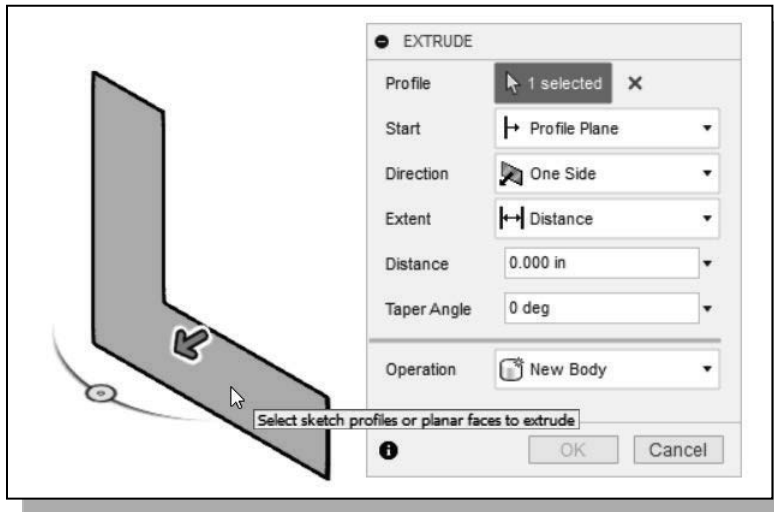 EXTRUDE
Profile 1 selected
Start Profile Plane
Direction One Side
Extent Distance
Distance 0.000 in
Taper Angle 0 deg
Operation New Body
Select sketch profiles or planar faces to extrude
OK Cancel